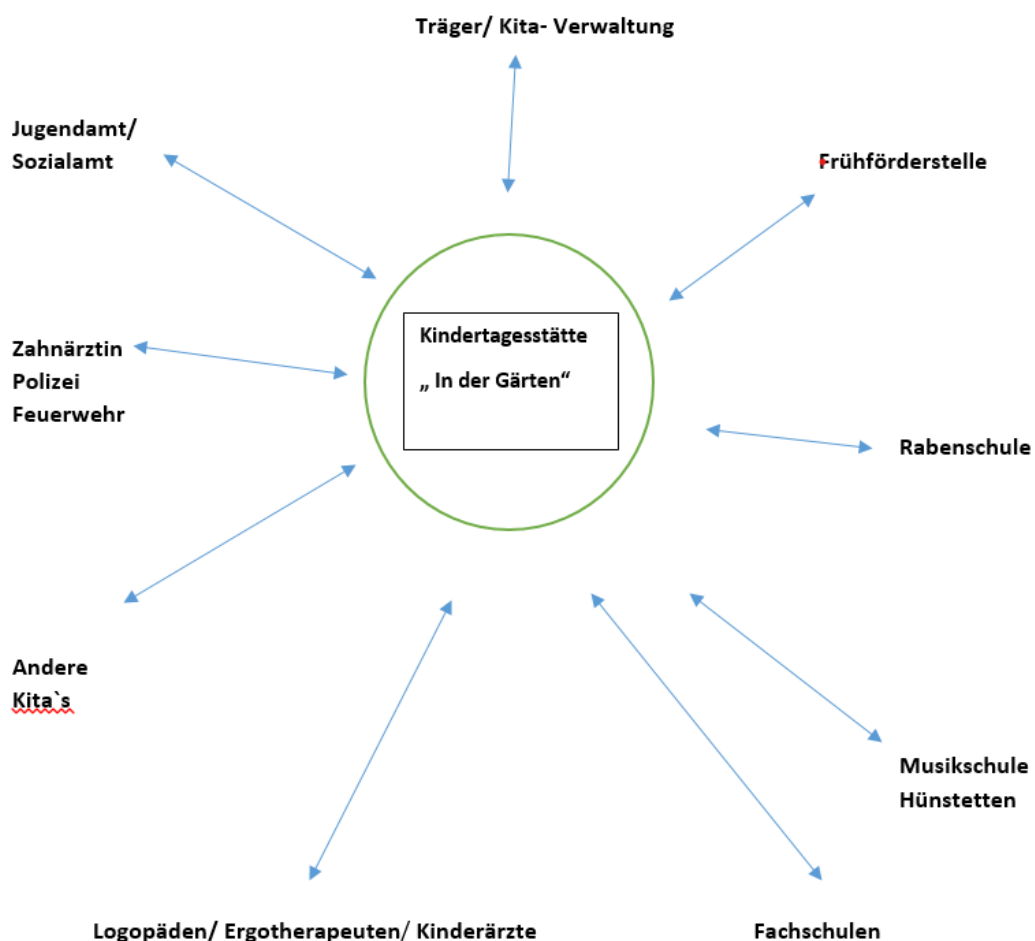 Träger/ Kita- Verwaltung
Jugendamt/
Sozialamt
Frühförderstelle
Kindertagesstätte
„ In der Gärten“
Zahnärztin
Polizei
Feuerwehr
Rabenschule
Andere
Kita`s
Musikschule
Hünstetten
Logopäden/ Ergotherapeuten/ Kinderärzte
Fachschulen